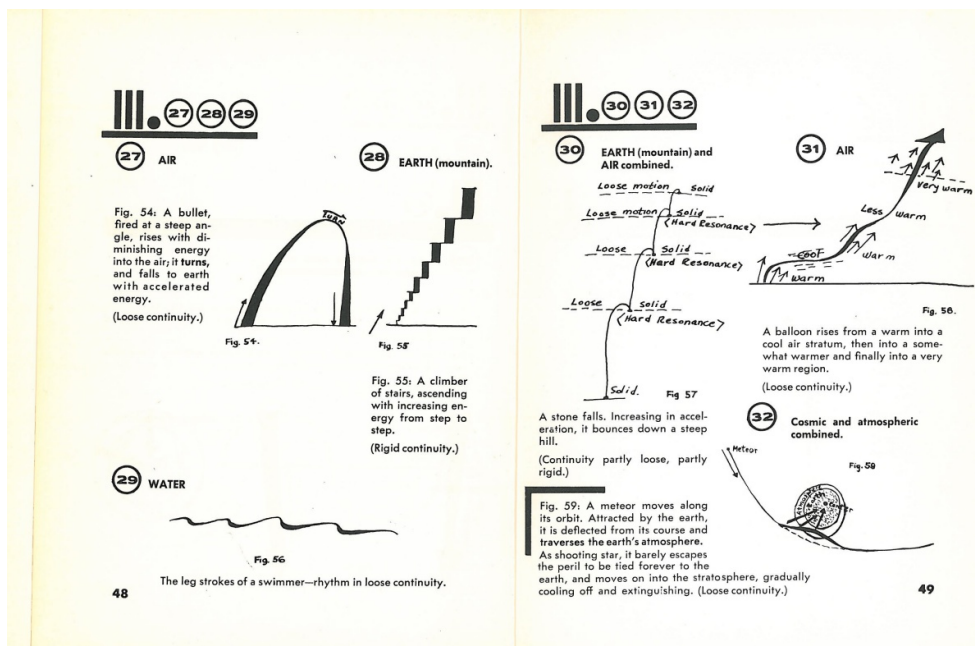 III. 27 28 29
27 AIR
Fig. 54: A bullet,
fired at a steep an-
gle, rises with di-
minishing energy
into the air; it turns,
and falls to earth
with accelerated
energy.
(Loose continuity.)
TURN
Fig. 54.
28 EARTH (mountain).
Fig. 55
Fig. 55: A climber
of stairs, ascending
with increasing en-
ergy from step to
step.
(Rigid continuity.)
29 WATER
Fig. 56
The leg strokes of a swimmer—rhythm in loose continuity.
48
III. 30 31 32
30 EARTH (mountain) and
AIR combined.
Loose motion Solid
Loose motion Solid
(Hard Resonance)
Loose Solid
(Hard Resonance)
Loose Solid
(Hard Resonance)
Solid.
Fig 57
A stone falls. Increasing in accel-
eration, it bounces down a steep
hill.
(Continuity partly loose, partly
rigid.)
31 AIR
very warm
Less warm
warm
cool
warm
Fig. 56.
A balloon rises from a warm into a
cool air stratum, then into a some-
what warmer and finally into a very
warm region.
(Loose continuity.)
32 Cosmic and atmospheric
combined.
Meteor
Fig. 59
Atmosphere
Earth
Center
Fig. 59: A meteor moves along
its orbit. Attracted by the earth,
it is deflected from its course and
traverses the earth's atmosphere.
As shooting star, it barely escapes
the peril to be tied forever to the
earth, and moves on into the stratosphere, gradually
cooling off and extinguishing. (Loose continuity.)
49